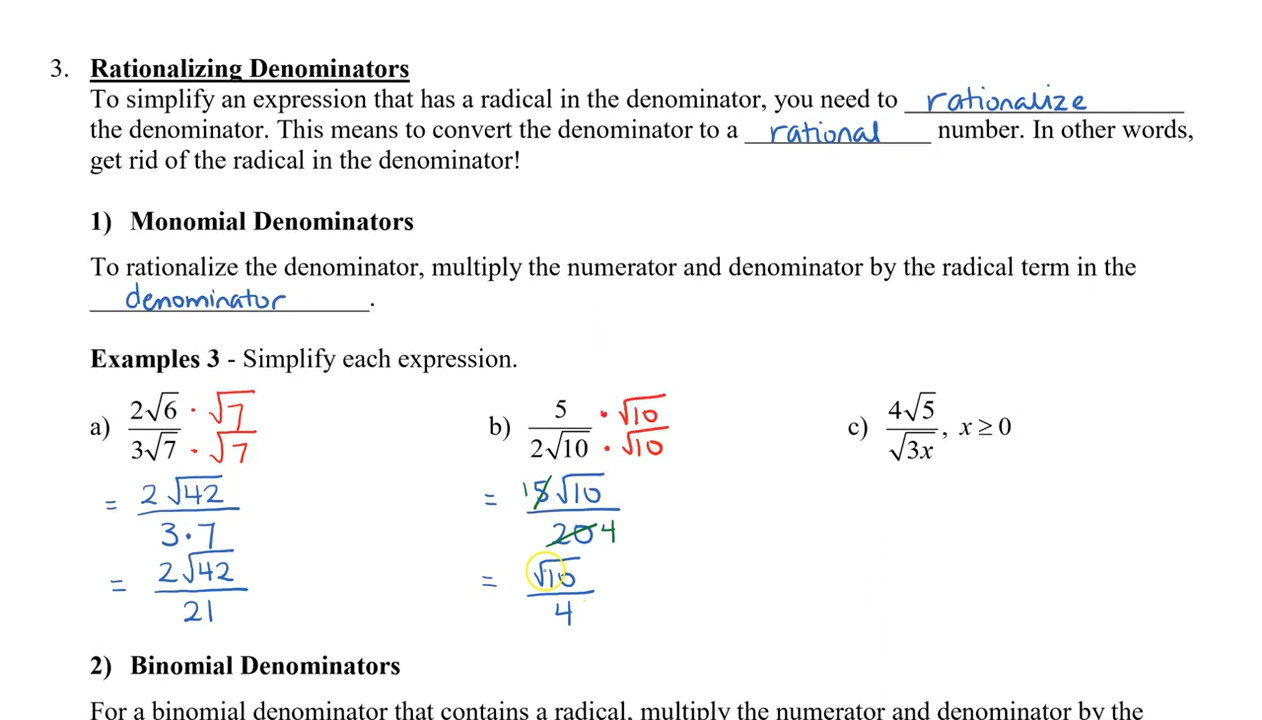 3. Rationalizing Denominators
To simplify an expression that has a radical in the denominator, you need to rationalize
the denominator. This means to convert the denominator to a rational number. In other words,
get rid of the radical in the denominator!
1) Monomial Denominators
To rationalize the denominator, multiply the numerator and denominator by the radical term in the
denominator.
Examples 3 - Simplify each expression.
a) 2√6 · √7
3√7 · √7
= 2√42
3·7
= 2√42
21
b) 5 · √10
2√10 · √10
= 1 5√10
20 4
= √10
4
c) 4√5
√3x , x ≥ 0
2) Binomial Denominators
For a binomial denominator that contains a radical, multiply the numerator and denominator by the